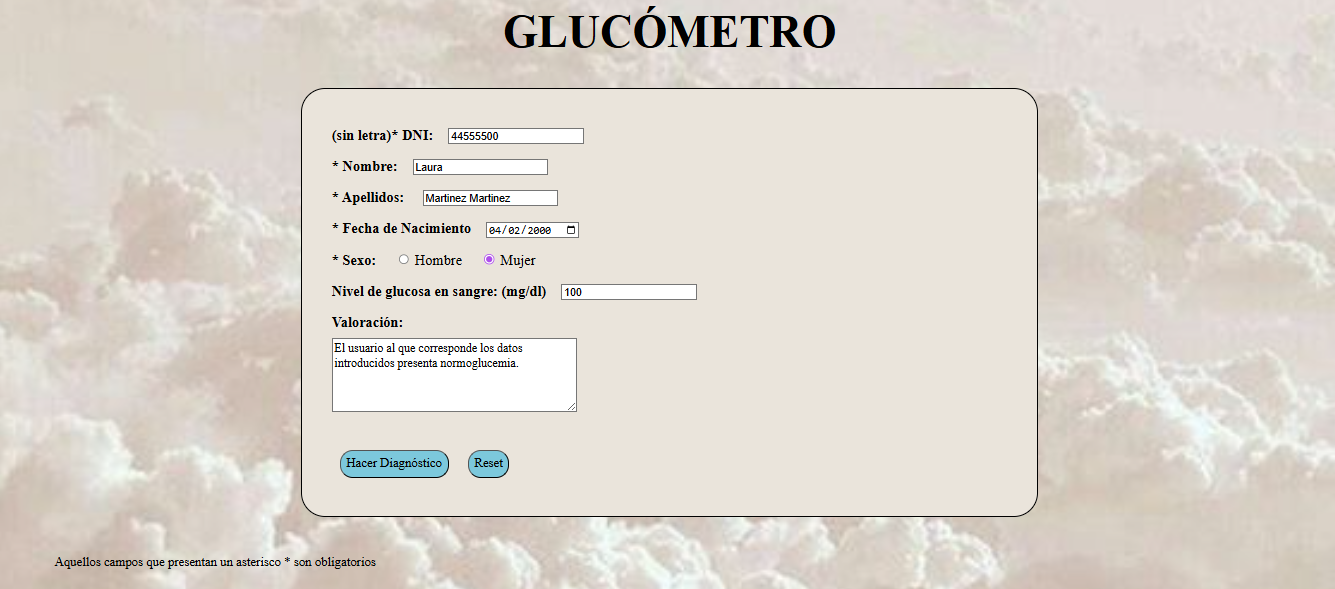 GLUCÓMETRO
(sin letra)* DNI: 44555500
* Nombre: Laura
* Apellidos: Martinez Martinez
* Fecha de Nacimiento 04/02/2000
* Sexo: Hombre Mujer
Nivel de glucosa en sangre: (mg/dl) 100
Valoración:
El usuario al que corresponde los datos
introducidos presenta normoglucemia.
Hacer Diagnóstico Reset
Aquellos campos que presentan un asterisco * son obligatorios